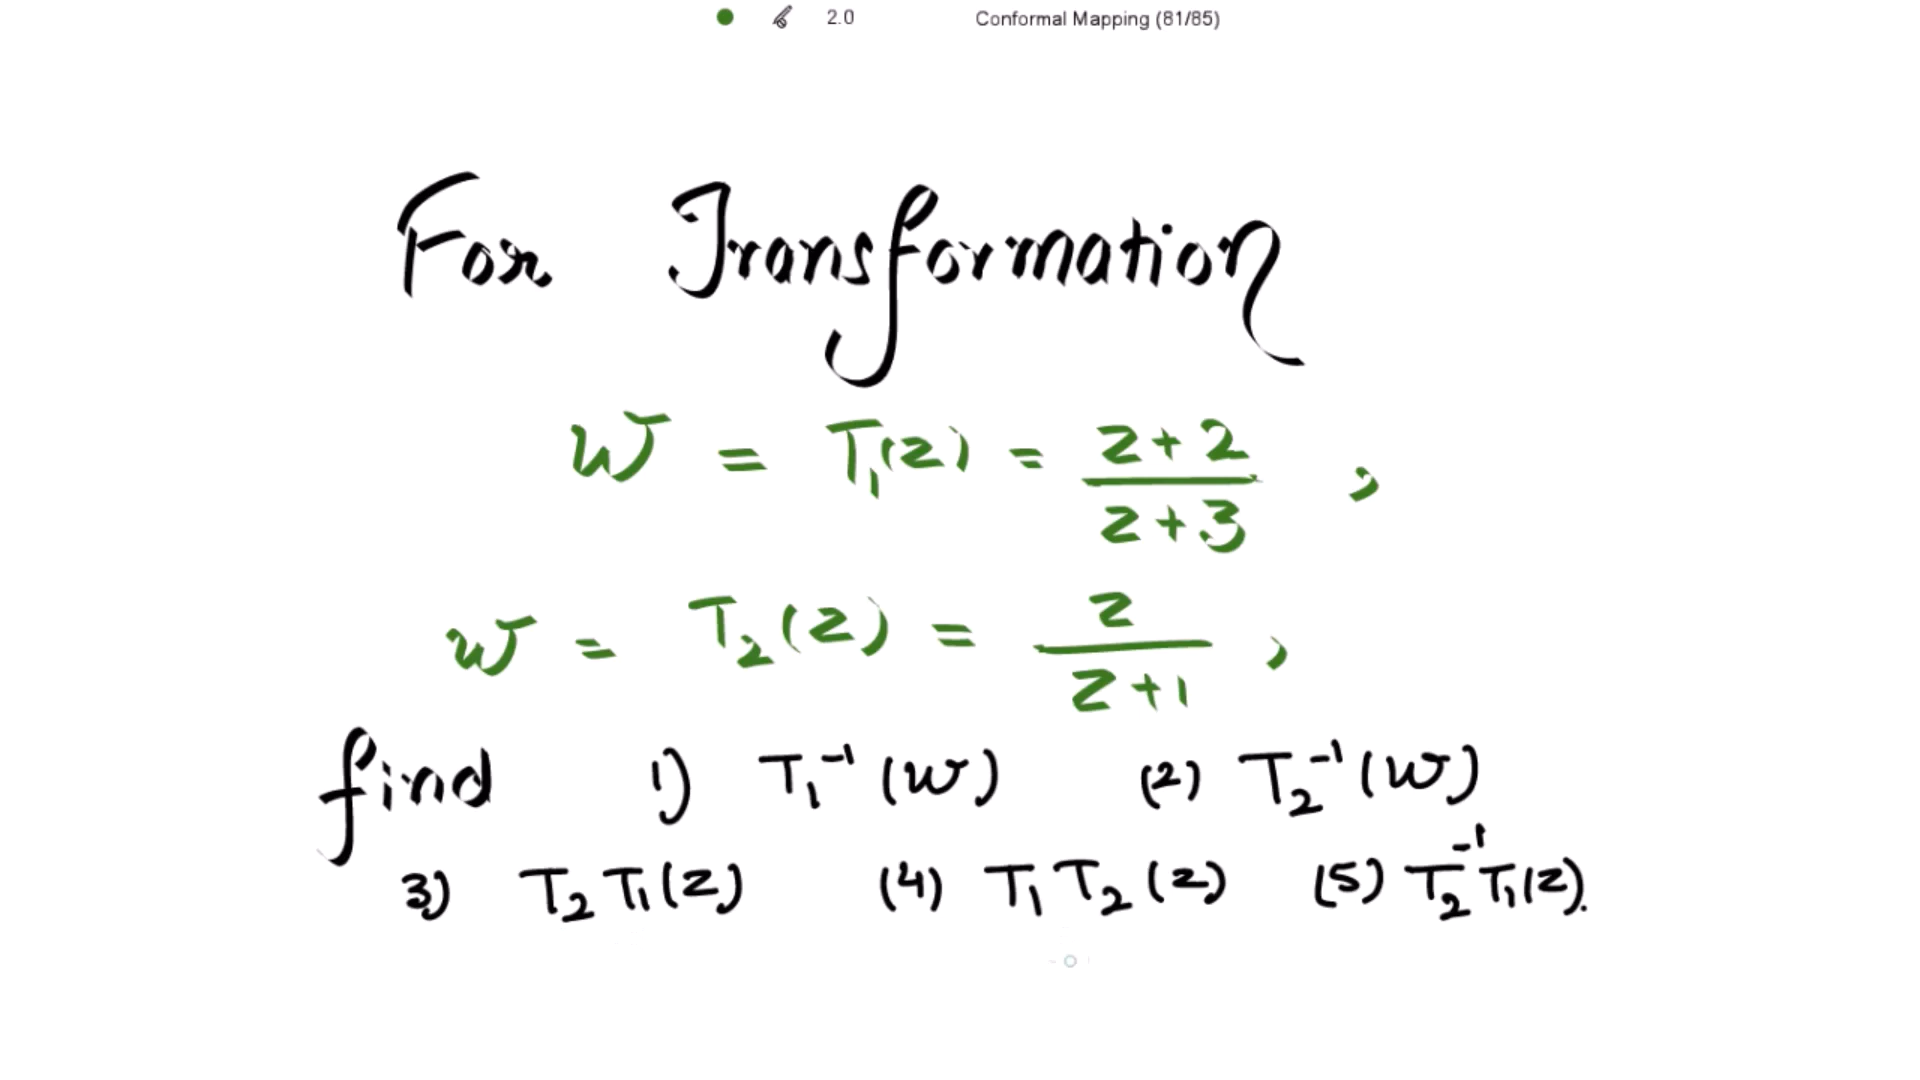 2.0 Conformal Mapping (81/85)
For Transformation
W = T₁(z) = (z+2)/(z+3) ,
W = T₂(z) = z/(z+1) ,
find 1) T₁⁻¹(W) (2) T₂⁻¹(W)
3) T₂T₁(z) (4) T₁T₂(z) (5) T₂⁻¹T₁(z).